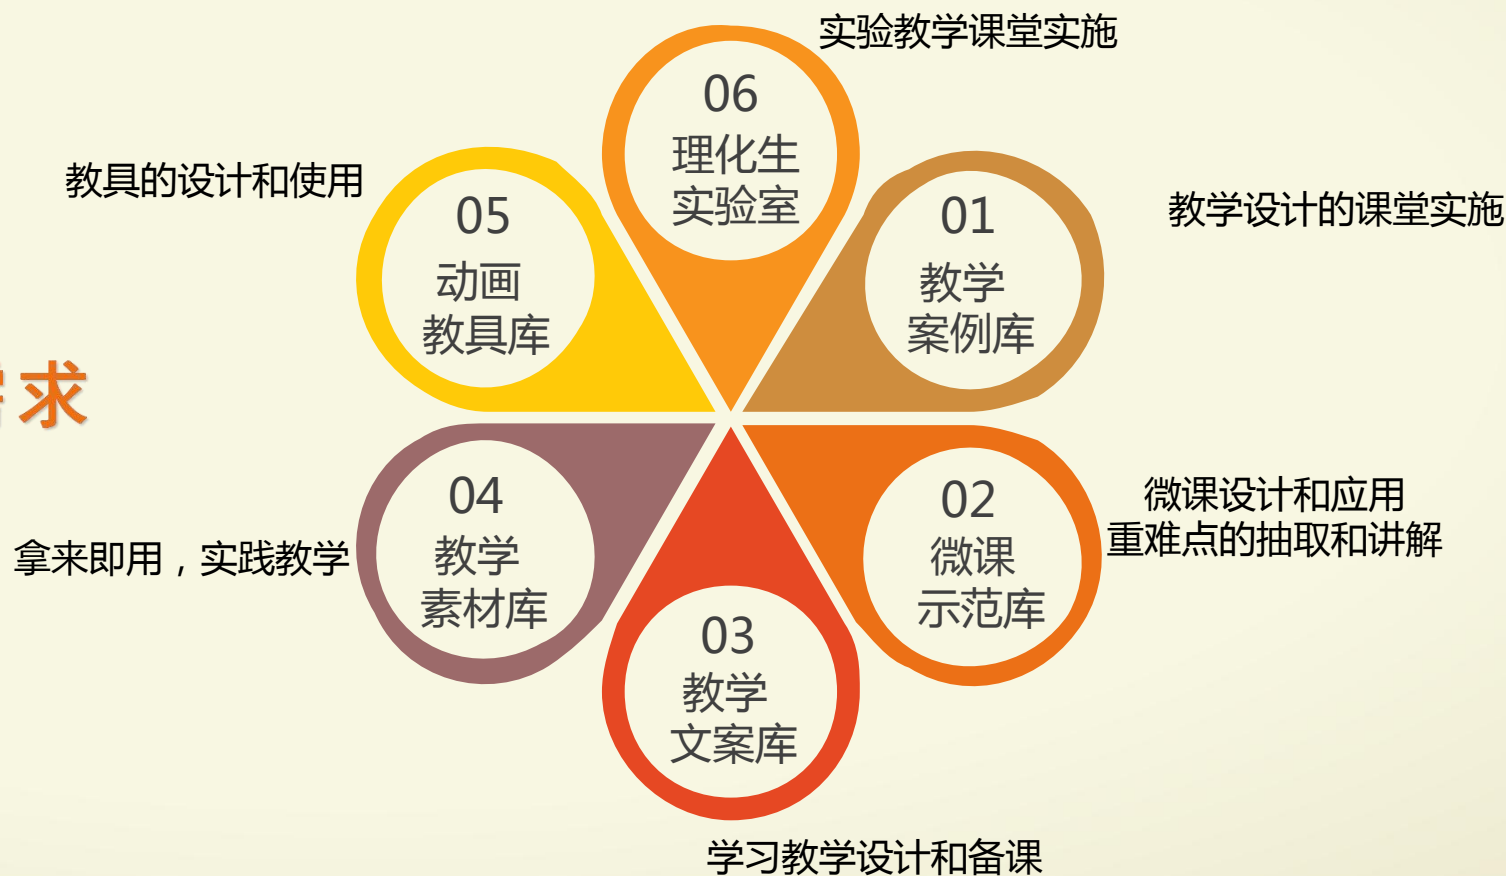 实验教学课堂实施
06
理化生
实验室
教具的设计和使用
05
动画
教具库
01
教学
案例库
教学设计的课堂实施
求
04
教学
素材库
拿来即用，实践教学
02
微课
示范库
微课设计和应用
重难点的抽取和讲解
03
教学
文案库
学习教学设计和备课